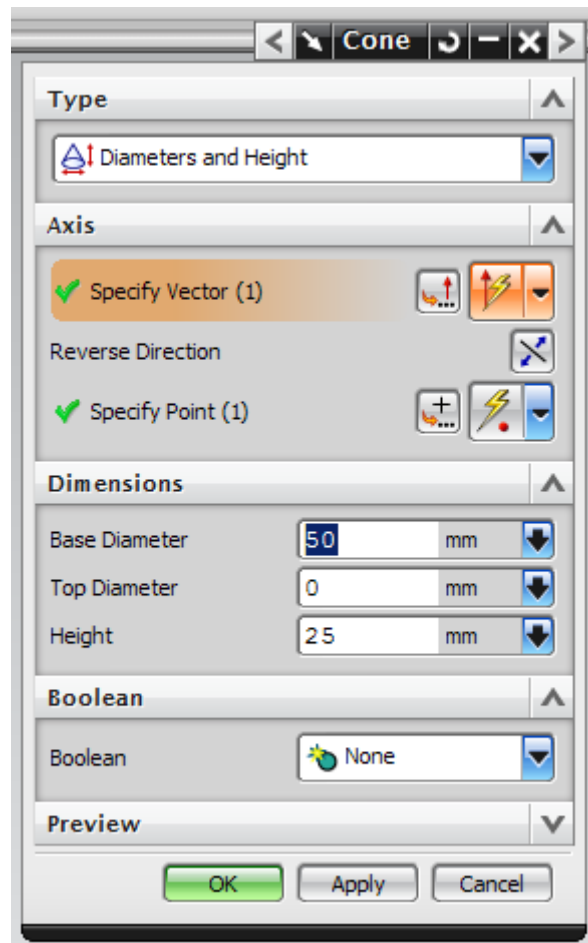 Cone
Type
Diameters and Height
Axis
Specify Vector (1)
Reverse Direction
Specify Point (1)
Dimensions
Base Diameter 50 mm
Top Diameter 0 mm
Height 25 mm
Boolean
Boolean None
Preview
OK Apply Cancel